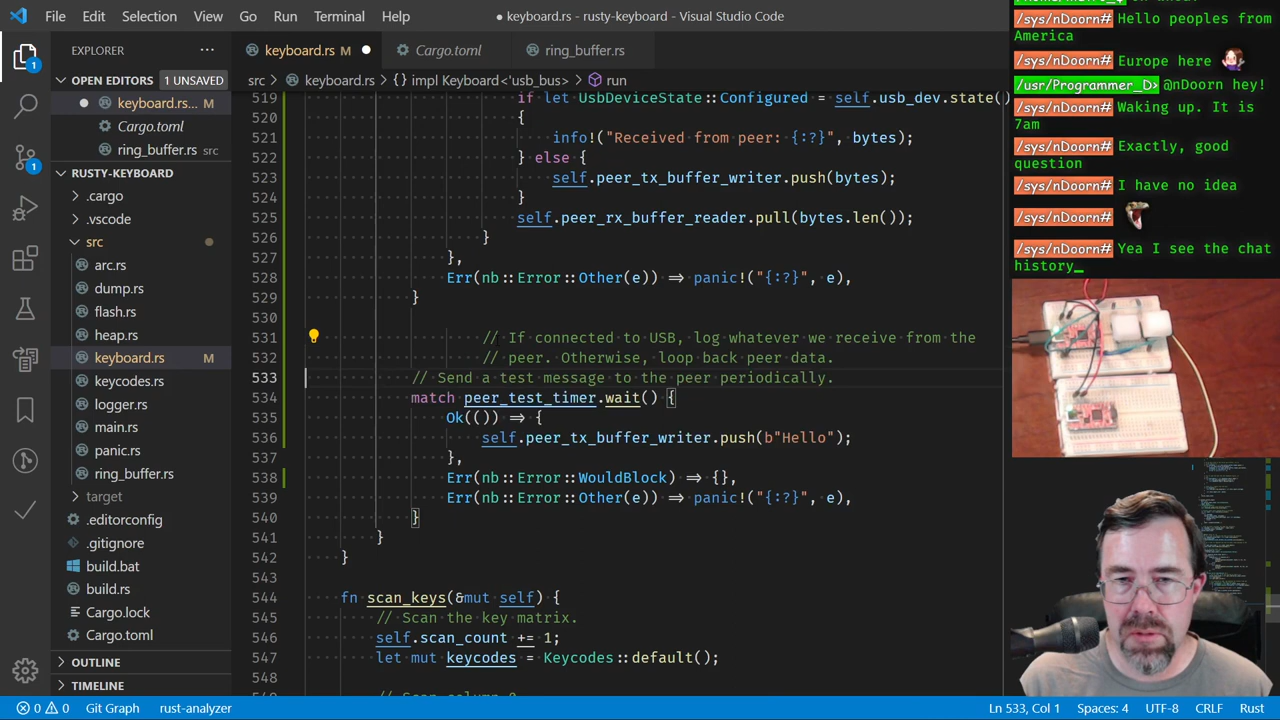 File Edit Selection View Go Run Terminal Help
● keyboard.rs - rusty-keyboard - Visual Studio Code
EXPLORER
OPEN EDITORS 1 UNSAVED
keyboard.rs... M
Cargo.toml
ring_buffer.rs src
RUSTY-KEYBOARD
.cargo
.vscode
src
arc.rs
dump.rs
flash.rs
heap.rs
keyboard.rs M
keycodes.rs
logger.rs
main.rs
panic.rs
ring_buffer.rs
target
.editorconfig
.gitignore
build.bat
build.rs
Cargo.lock
Cargo.toml
OUTLINE
TIMELINE
keyboard.rs M
Cargo.toml
ring_buffer.rs
src > keyboard.rs > {} impl Keyboard<'usb_bus> > run
519 if let UsbDeviceState::Configured = self.usb_dev.state()
520 {
521 info!("Received from peer: {:?}", bytes);
522 } else {
523 self.peer_tx_buffer_writer.push(bytes);
524 }
525 self.peer_rx_buffer_reader.pull(bytes.len());
526 }
527 },
528 Err(nb::Error::Other(e)) => panic!("{:?}", e),
529 }
530
531 // If connected to USB, log whatever we receive from the
532 // peer. Otherwise, loop back peer data.
533 // Send a test message to the peer periodically.
534 match peer_test_timer.wait() {
535 Ok(()) => {
536 self.peer_tx_buffer_writer.push(b"Hello");
537 },
538 Err(nb::Error::WouldBlock) => {},
539 Err(nb::Error::Other(e)) => panic!("{:?}", e),
540 }
541 }
542 }
543
544 fn scan_keys(&mut self) {
545 // Scan the key matrix.
546 self.scan_count += 1;
547 let mut keycodes = Keycodes::default();
548
/sys/nDoorn# Hello peoples from
America
/sys/nDoorn# Europe here
/usr/Programmer_D> @nDoorn hey!
/sys/nDoorn# Waking up. It is
7am
/sys/nDoorn# Exactly, good
question
/sys/nDoorn# I have no idea
/sys/nDoorn#
/sys/nDoorn# Yea I see the chat
history_
0 0 Git Graph rust-analyzer
Ln 533, Col 1 Spaces: 4 UTF-8 CRLF Rust